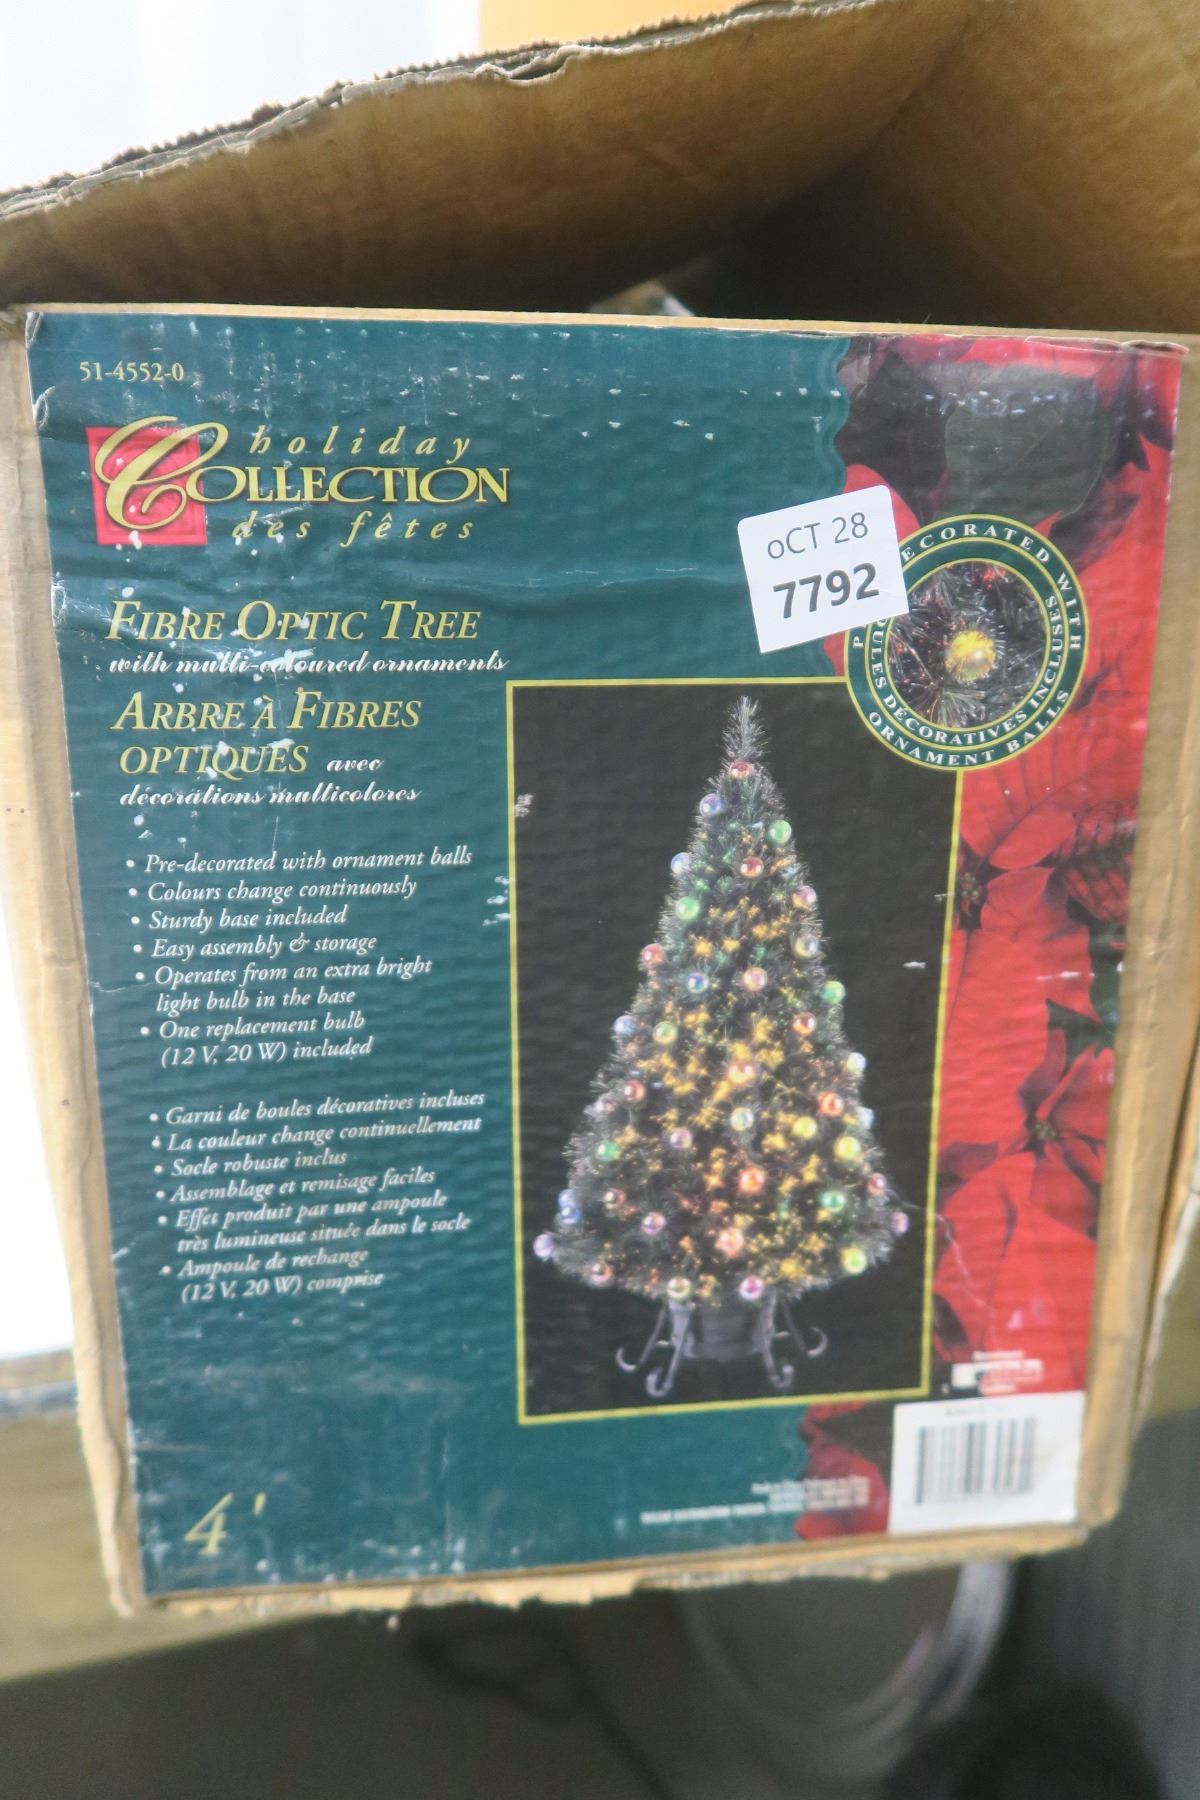 51-4552-0
holiday
COLLECTION
des fêtes
oCT 28
7792
FIBRE OPTIC TREE
with multi-coloured ornaments
ARBRE À FIBRES
OPTIQUES avec
décorations multicolores
ECORATED WITH
ORNAMENT BALLS
OULES DÉCORATIVES INCLUSES
• Pre-decorated with ornament balls
• Colours change continuously
• Sturdy base included
• Easy assembly & storage
• Operates from an extra bright
light bulb in the base
• One replacement bulb
(12 V, 20 W) included
• Garni de boules décoratives incluses
• La couleur change continuellement
• Socle robuste inclus
• Assemblage et remisage faciles
• Effet produit par une ampoule
très lumineuse située dans le socle
• Ampoule de rechange
(12 V, 20 W) comprise
4'